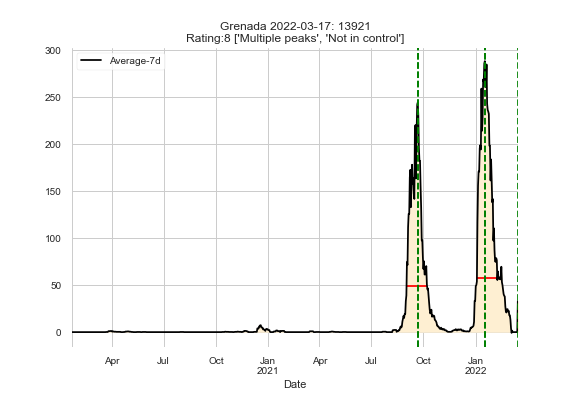 Grenada 2022-03-17: 13921
Rating:8 ['Multiple peaks', 'Not in control']
Average-7d
300
250
200
150
100
50
0
Apr Jul Oct Jan Apr Jul Oct Jan
2021 2022
Date